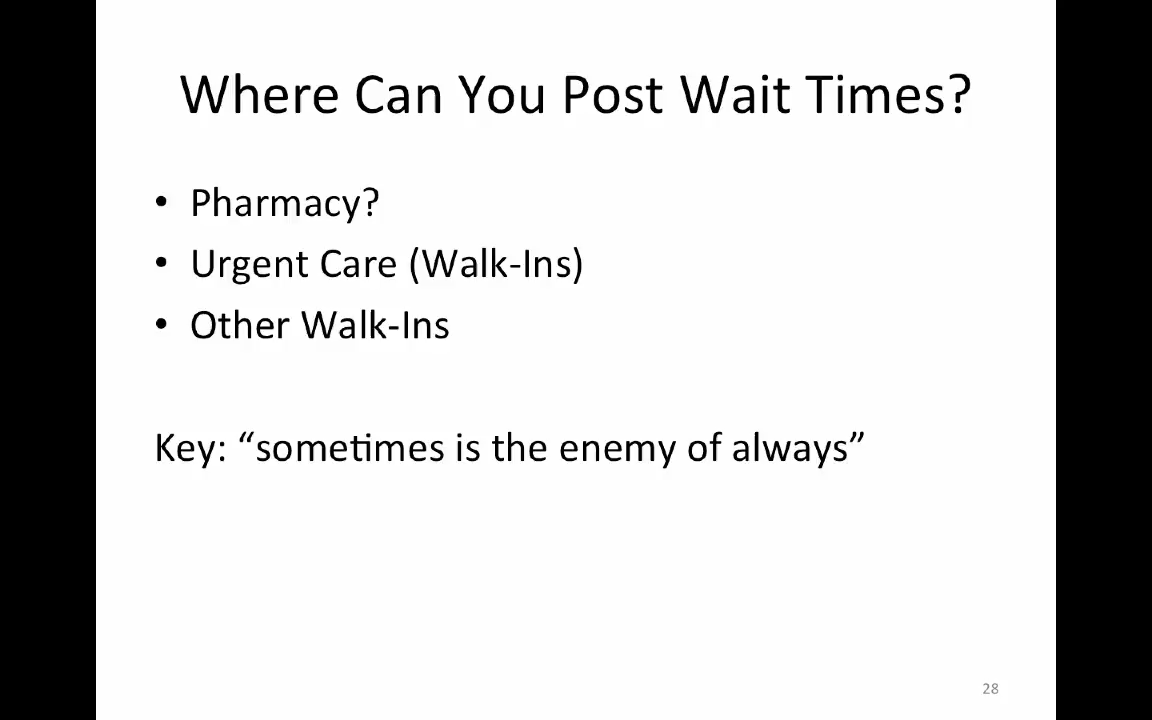 Where Can You Post Wait Times?
• Pharmacy?
• Urgent Care (Walk-Ins)
• Other Walk-Ins
Key: “sometimes is the enemy of always”
28